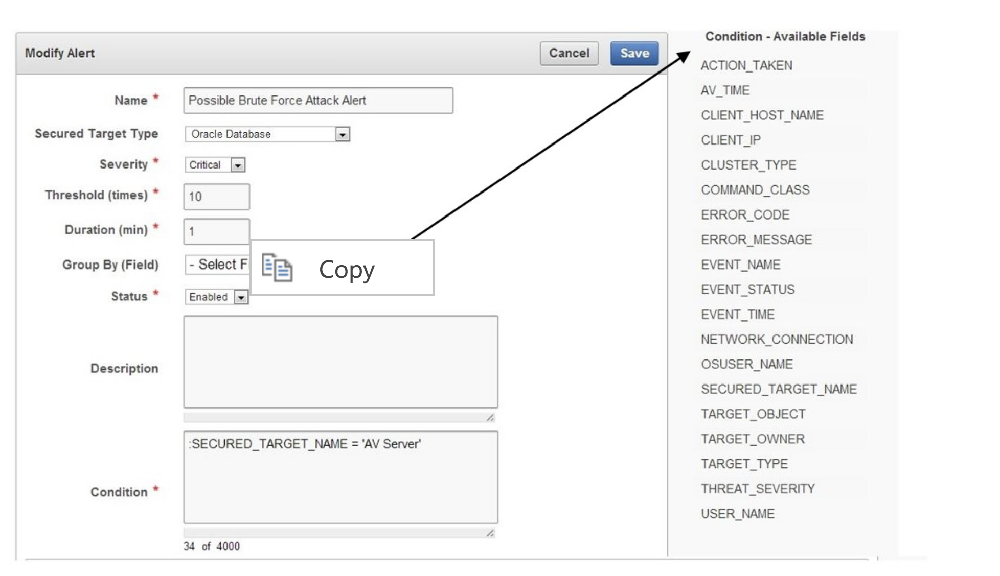 Modify Alert
Cancel
Save
Name *
Possible Brute Force Attack Alert
Secured Target Type
Oracle Database
Severity *
Critical
Threshold (times) *
10
Duration (min) *
1
Group By (Field)
- Select F
Copy
Status *
Enabled
Description
Condition *
:SECURED_TARGET_NAME = 'AV Server'
34 of 4000
Condition - Available Fields
ACTION_TAKEN
AV_TIME
CLIENT_HOST_NAME
CLIENT_IP
CLUSTER_TYPE
COMMAND_CLASS
ERROR_CODE
ERROR_MESSAGE
EVENT_NAME
EVENT_STATUS
EVENT_TIME
NETWORK_CONNECTION
OSUSER_NAME
SECURED_TARGET_NAME
TARGET_OBJECT
TARGET_OWNER
TARGET_TYPE
THREAT_SEVERITY
USER_NAME